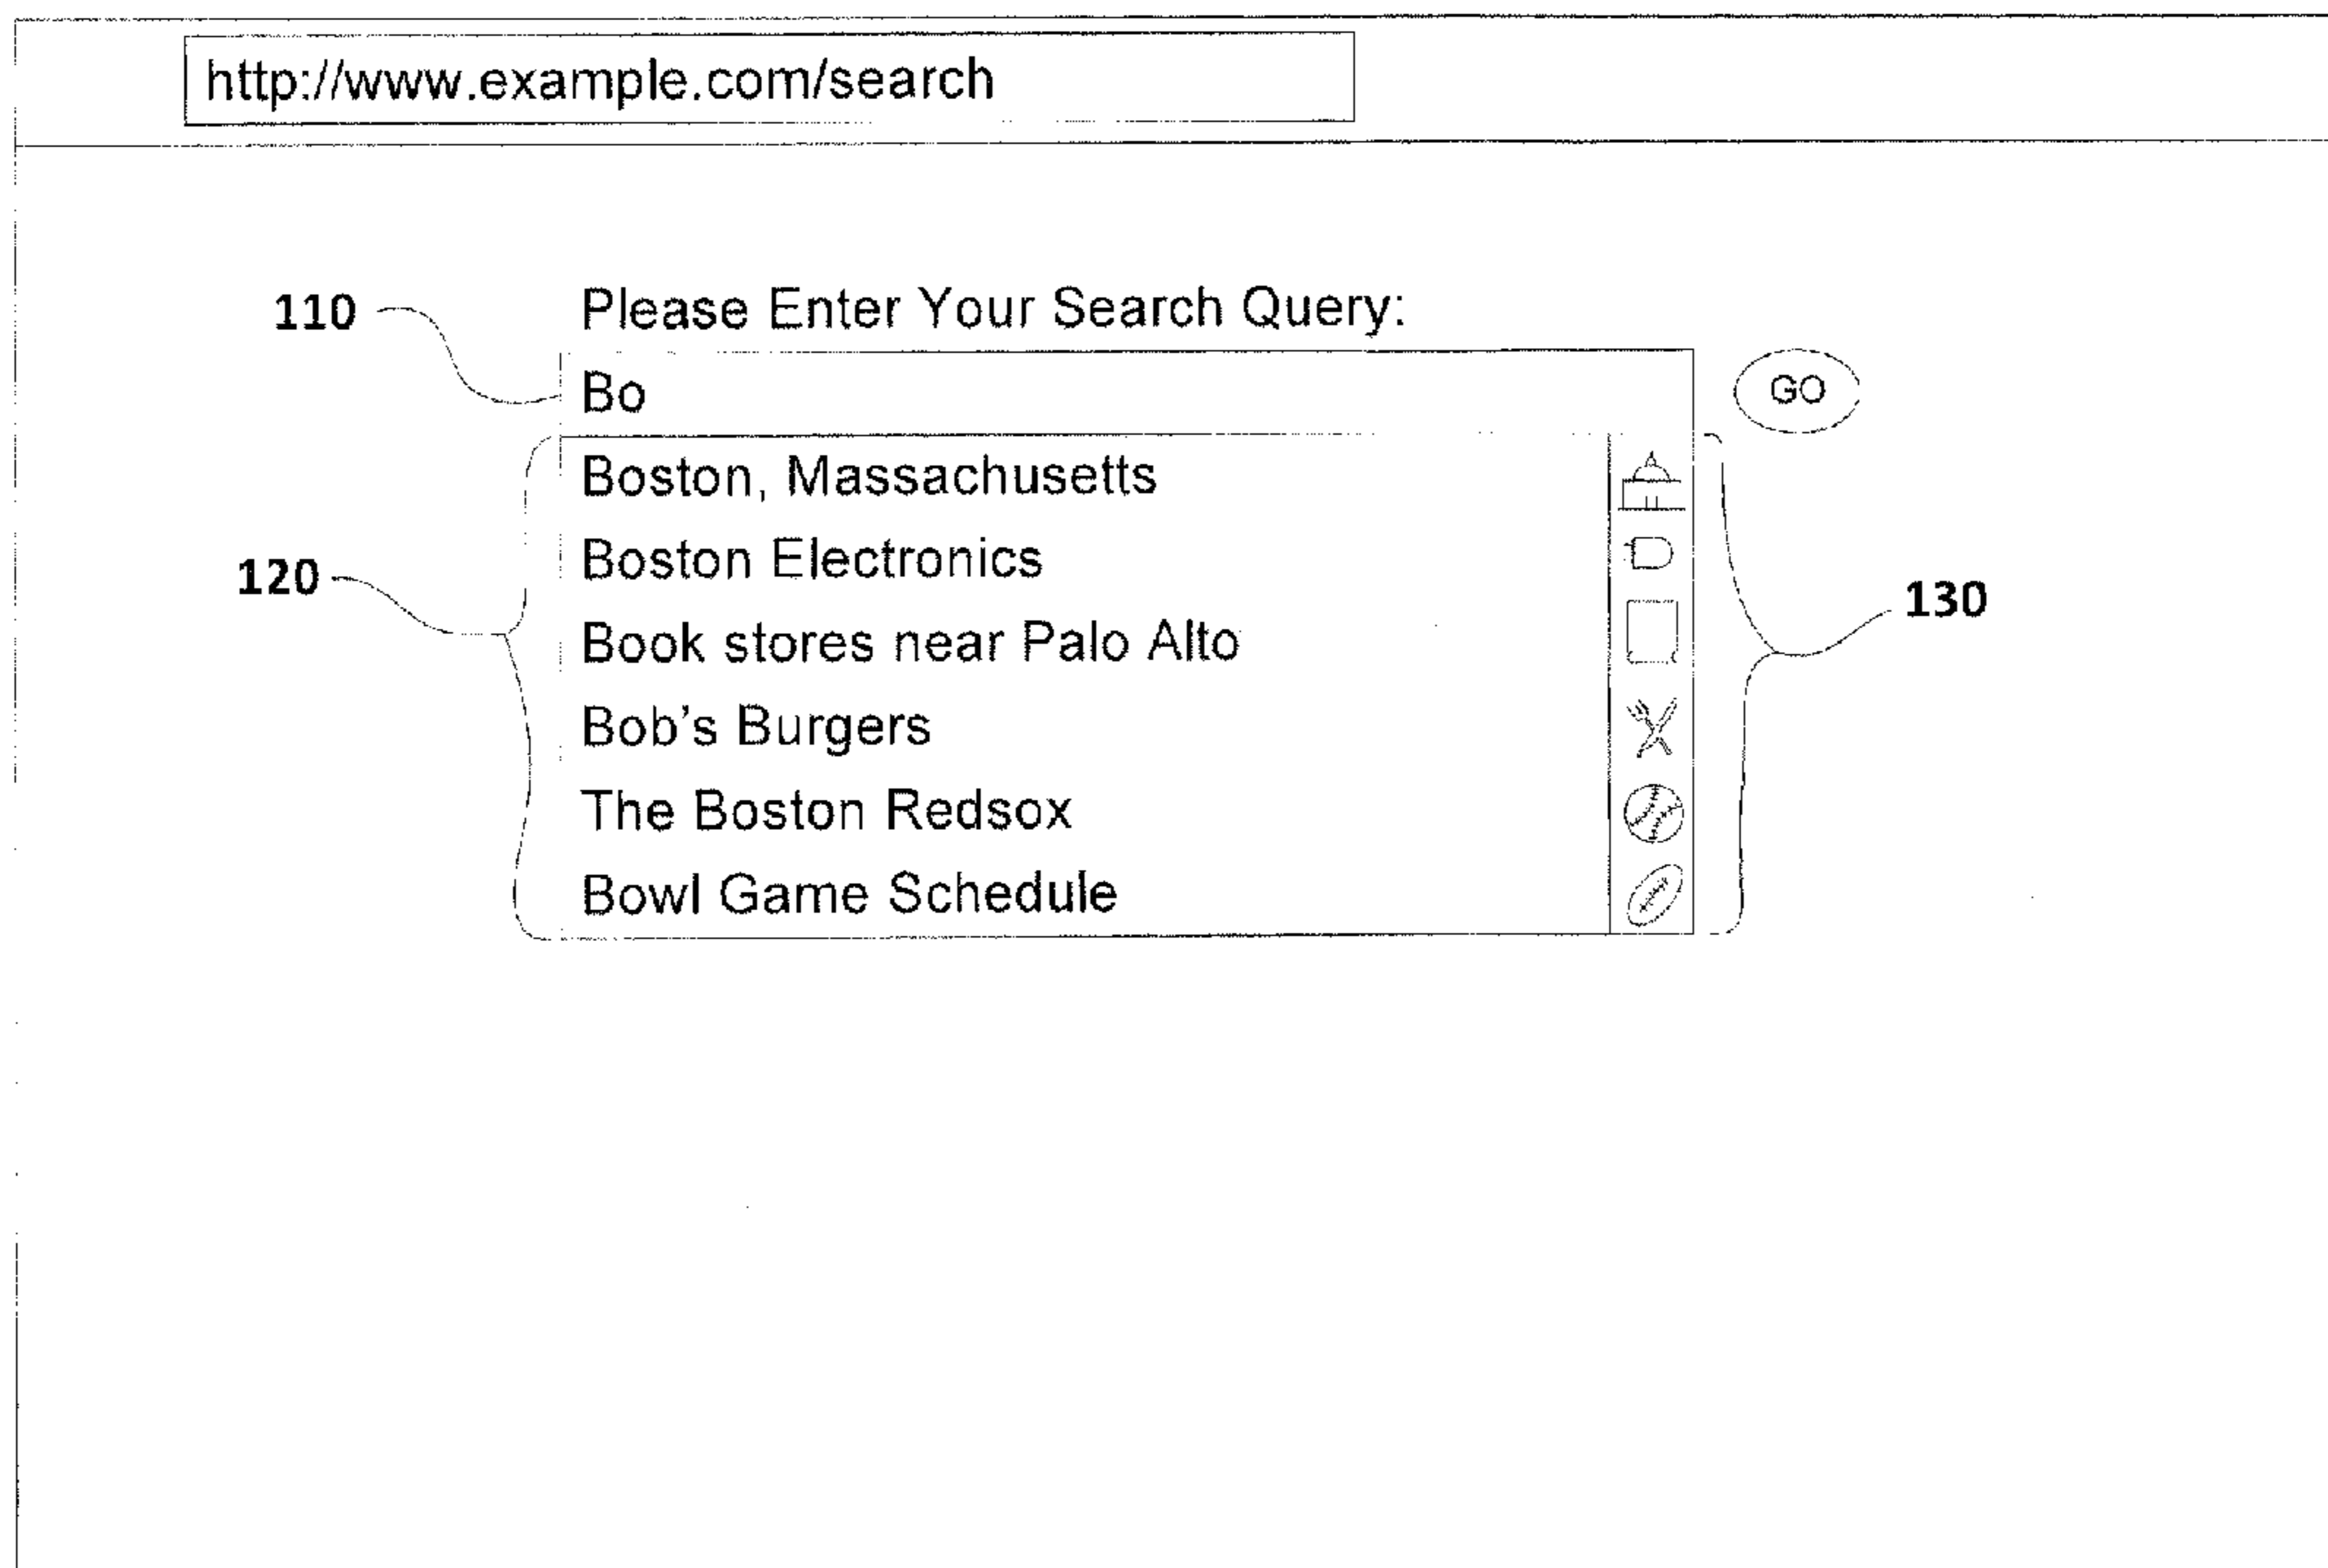 http://www.example.com/search
110
Please Enter Your Search Query:
Bo
GO
Boston, Massachusetts
Boston Electronics
120
130
Book stores near Palo Alto
Bob's Burgers
The Boston Redsox
Bowl Game Schedule